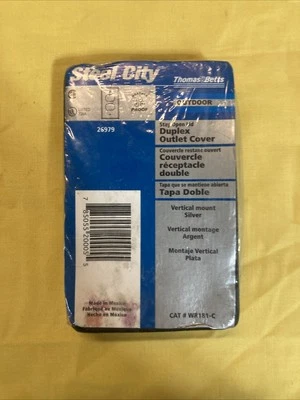 Steel City
Thomas & Betts
OUTDOOR
26979
Stay open lid
Duplex
Outlet Cover
Couvercle restant ouvert
Couvercle
réceptacle
double
Tapa que se mantiene abierta
Tapa Doble
Vertical mount
Silver
Vertical montage
Argent
Montaje Vertical
Plata
Made in Mexico
Fabriqué au Mexique
Hecho en México
CAT # WR181-C